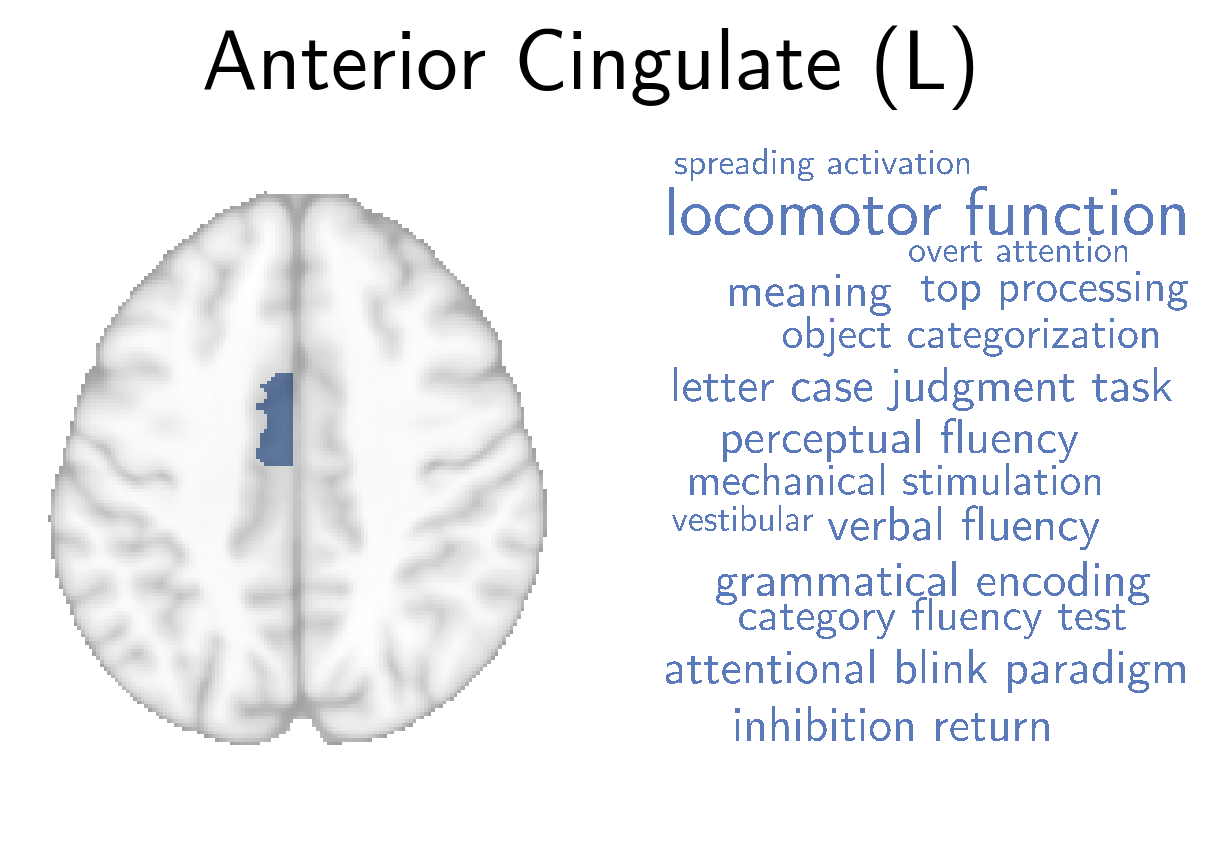 Anterior Cingulate (L)
spreading activation
locomotor function
overt attention
meaning top processing
object categorization
letter case judgment task
perceptual fluency
mechanical stimulation
vestibular verbal fluency
grammatical encoding
category fluency test
attentional blink paradigm
inhibition return